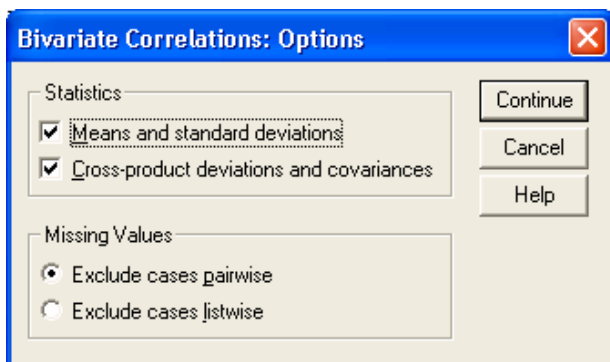 Bivariate Correlations: Options
Statistics
Means and standard deviations
Cross-product deviations and covariances
Continue
Cancel
Help
Missing Values
Exclude cases pairwise
Exclude cases listwise